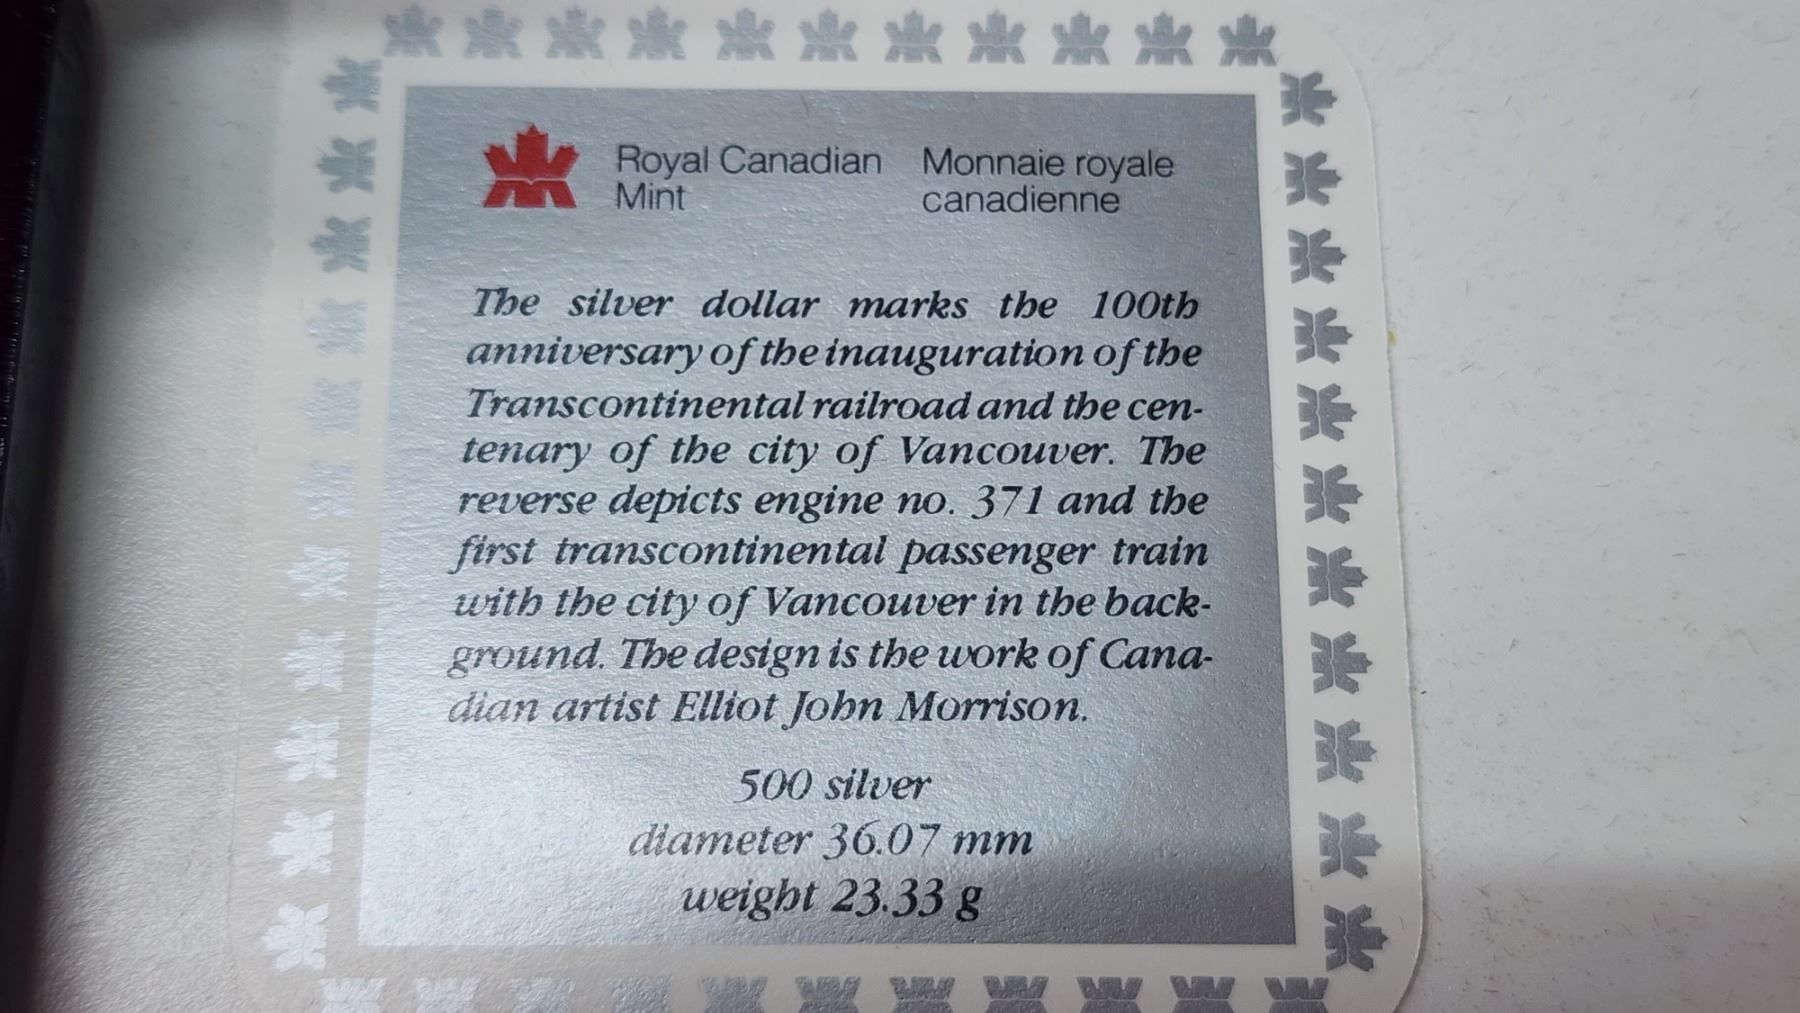 Royal Canadian Mint
Monnaie royale canadienne
The silver dollar marks the 100th
anniversary of the inauguration of the
Transcontinental railroad and the cen-
tenary of the city of Vancouver. The
reverse depicts engine no. 371 and the
first transcontinental passenger train
with the city of Vancouver in the back-
ground. The design is the work of Cana-
dian artist Elliot John Morrison.
500 silver
diameter 36.07 mm
weight 23.33 g